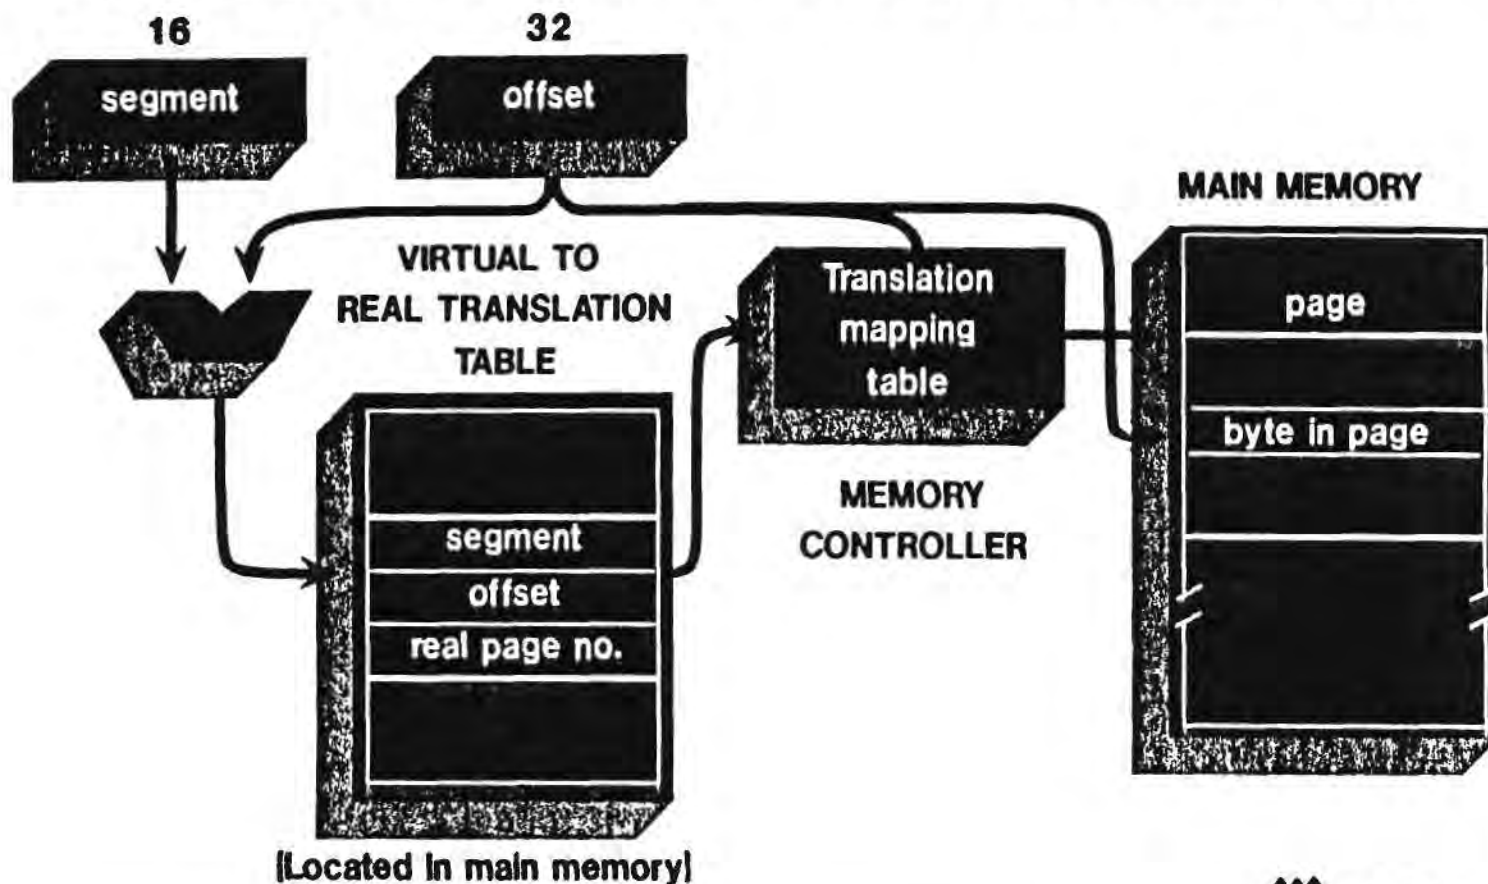 16
32
segment
offset
MAIN MEMORY
VIRTUAL TO
REAL TRANSLATION
TABLE
Translation
mapping
table
page
byte in page
MEMORY
CONTROLLER
segment
offset
real page no.
[Located in main memory]